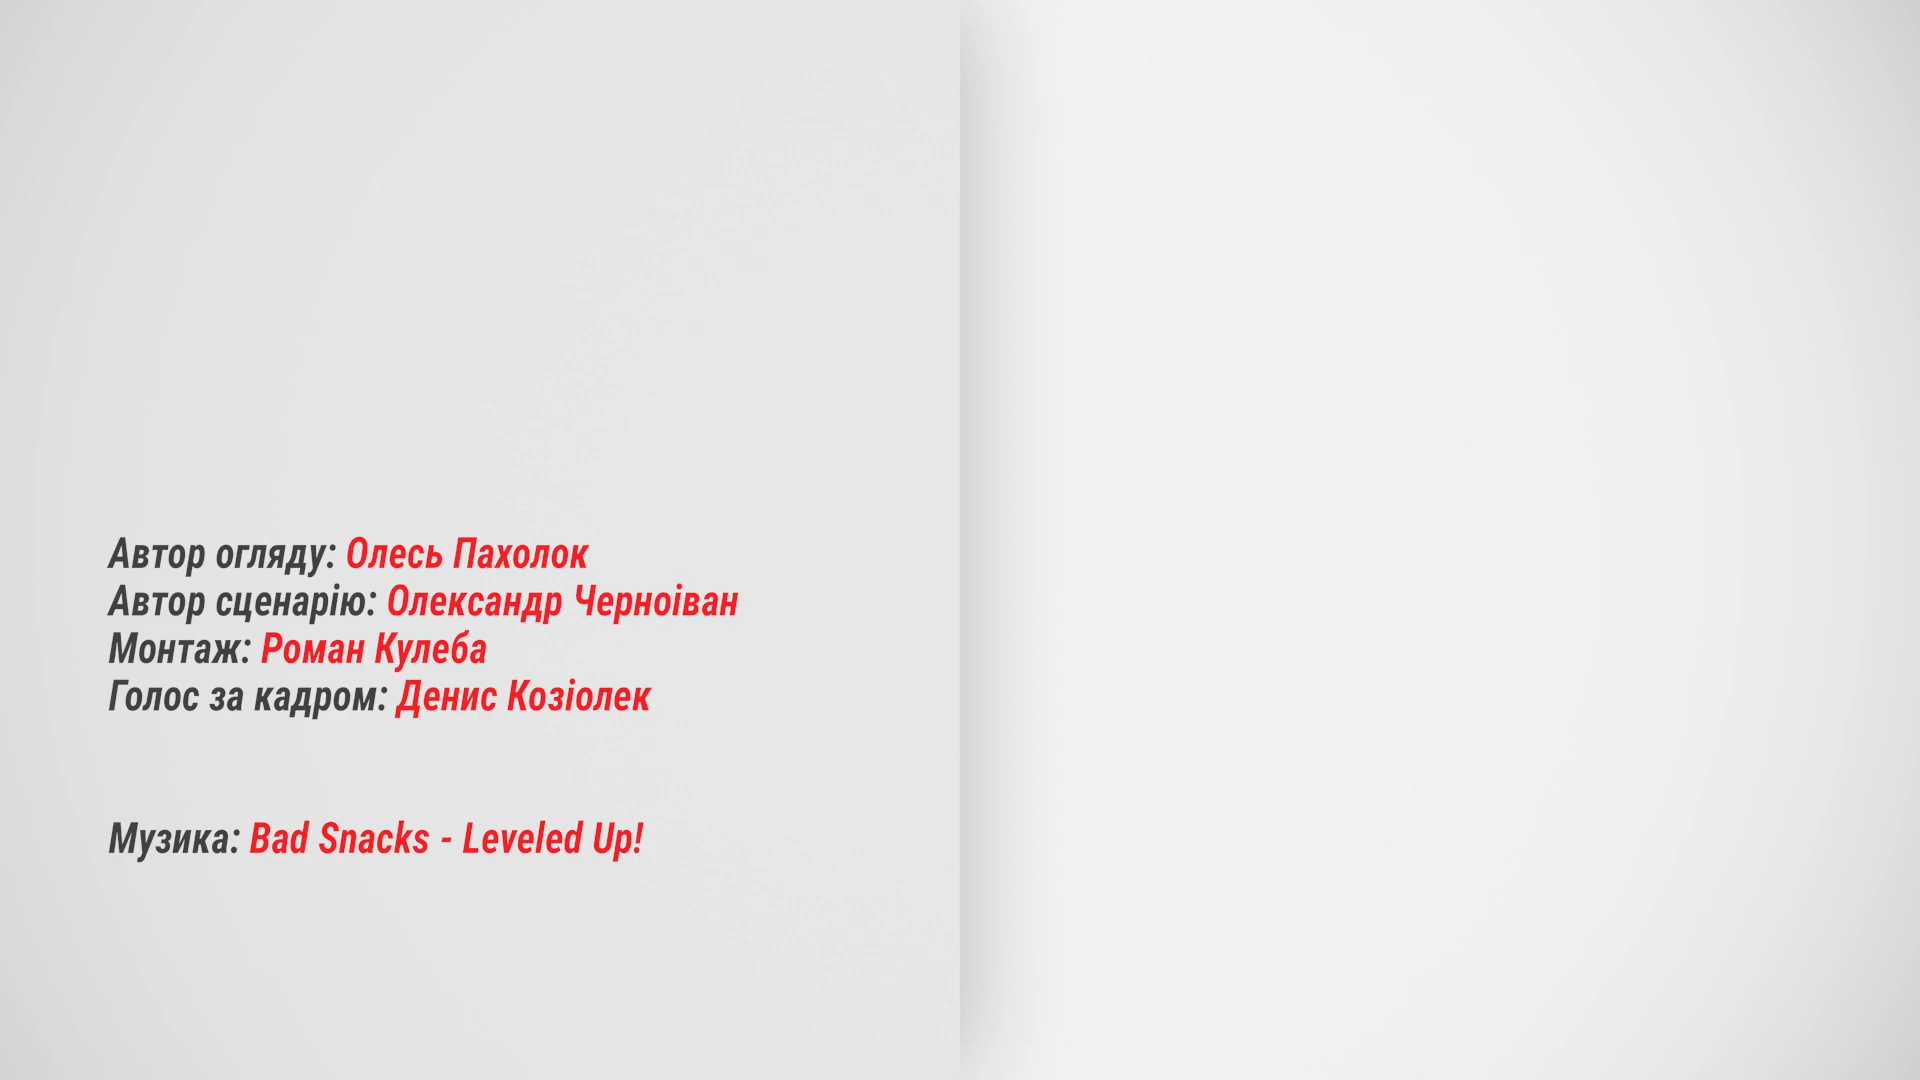 Автор огляду: Олесь Пахолок
Автор сценарію: Олександр Черноіван
Монтаж: Роман Кулеба
Голос за кадром: Денис Козіолек
Музика: Bad Snacks - Leveled Up!